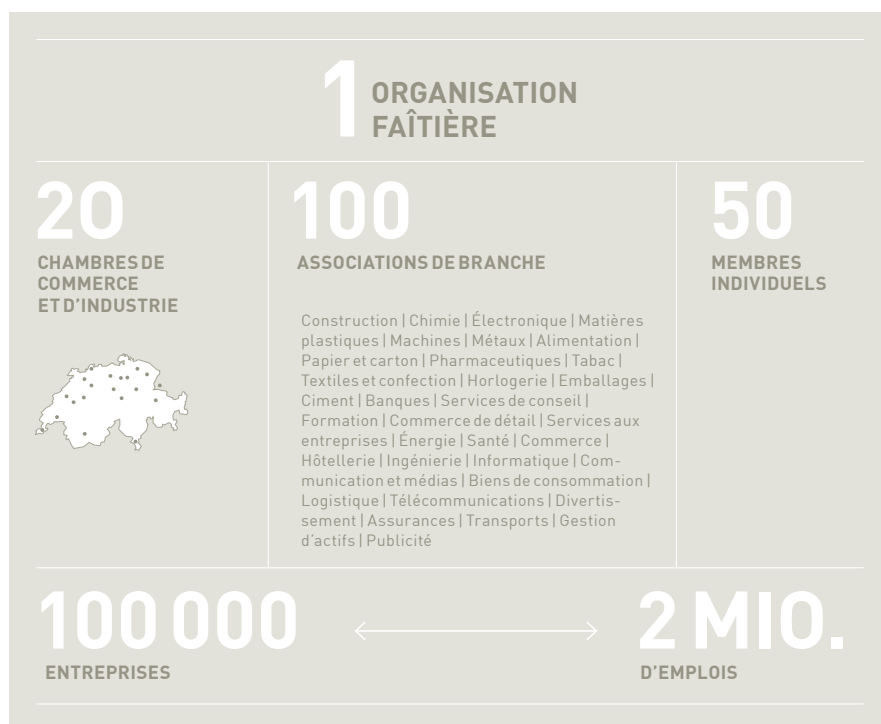 1 ORGANISATION
FAÎTIÈRE
20
CHAMBRES DE
COMMERCE
ET D'INDUSTRIE
100
ASSOCIATIONS DE BRANCHE
Construction | Chimie | Électronique | Matières
plastiques | Machines | Métaux | Alimentation |
Papier et carton | Pharmaceutiques | Tabac |
Textiles et confection | Horlogerie | Emballages |
Ciment | Banques | Services de conseil |
Formation | Commerce de détail | Services aux
entreprises | Énergie | Santé | Commerce |
Hôtellerie | Ingénierie | Informatique | Com-
munication et médias | Biens de consommation |
Logistique | Télécommunications | Divertis-
sement | Assurances | Transports | Gestion
d'actifs | Publicité
50
MEMBRES
INDIVIDUELS
100 000
ENTREPRISES
2 MIO.
D'EMPLOIS